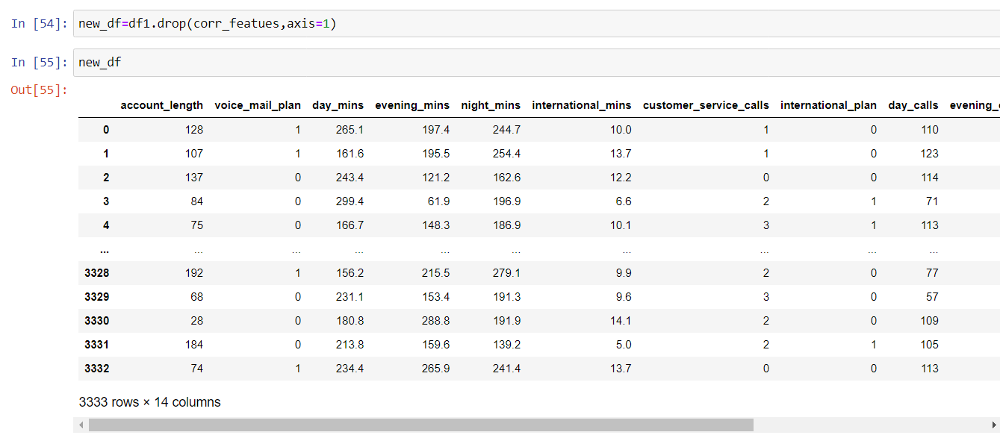 In [54]: new_df=df1.drop(corr_featues,axis=1)
In [55]: new_df
Out[55]:
account_length voice_mail_plan day_mins evening_mins night_mins international_mins customer_service_calls international_plan day_calls evening_
0 128 1 265.1 197.4 244.7 10.0 1 0 110
1 107 1 161.6 195.5 254.4 13.7 1 0 123
2 137 0 243.4 121.2 162.6 12.2 0 0 114
3 84 0 299.4 61.9 196.9 6.6 2 1 71
4 75 0 166.7 148.3 186.9 10.1 3 1 113
... ... ... ... ... ... ... ... ... ...
3328 192 1 156.2 215.5 279.1 9.9 2 0 77
3329 68 0 231.1 153.4 191.3 9.6 3 0 57
3330 28 0 180.8 288.8 191.9 14.1 2 0 109
3331 184 0 213.8 159.6 139.2 5.0 2 1 105
3332 74 1 234.4 265.9 241.4 13.7 0 0 113
3333 rows × 14 columns